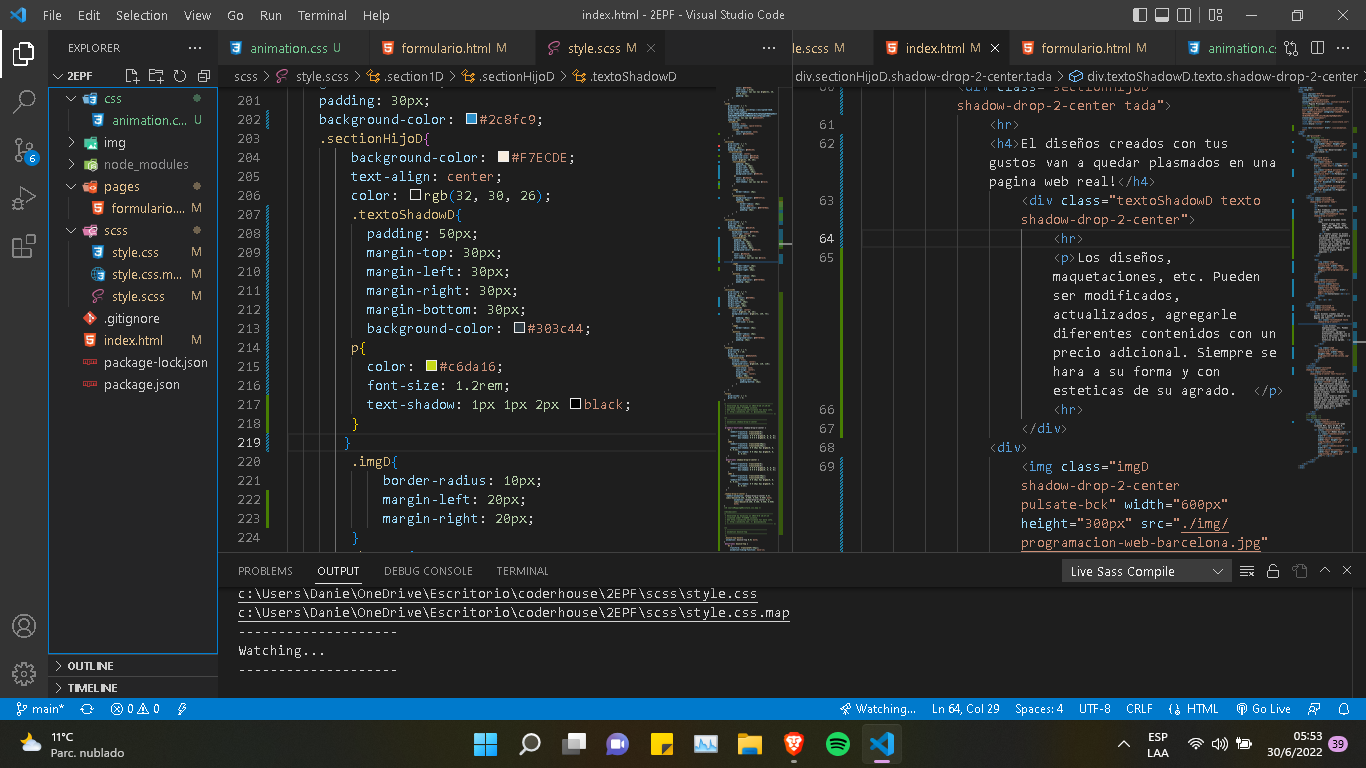 File Edit Selection View Go Run Terminal Help index.html - 2EPF - Visual Studio Code
EXPLORER
2EPF
css
animation.c... U
img
node_modules
pages
formulario.... M
scss
style.css M
style.css.m... M
style.scss M
.gitignore
index.html M
package-lock.json
package.json
OUTLINE
TIMELINE
6
animation.css U formulario.html M style.scss M
scss > style.scss > .section1D > .sectionHijoD > .textoShadowD
201 padding: 30px;
202 background-color: #2c8fc9;
203 .sectionHijoD{
204 background-color: #F7ECDE;
205 text-align: center;
206 color: rgb(32, 30, 26);
207 .textoShadowD{
208 padding: 50px;
209 margin-top: 30px;
210 margin-left: 30px;
211 margin-right: 30px;
212 margin-bottom: 30px;
213 background-color: #303c44;
214 p{
215 color: #c6da16;
216 font-size: 1.2rem;
217 text-shadow: 1px 1px 2px black;
218 }
219 }
220 .imgD{
221 border-radius: 10px;
222 margin-left: 20px;
223 margin-right: 20px;
224 }
le.scss M index.html M formulario.html M animation.cs
div.sectionHijoD.shadow-drop-2-center.tada > div.textoShadowD.texto.shadow-drop-2-center >
60 <div class="sectionHijoD
shadow-drop-2-center tada">
61 <hr>
62 <h4>El diseños creados con tus
gustos van a quedar plasmados en una
pagina web real!</h4>
63 <div class="textoShadowD texto
shadow-drop-2-center">
64 <hr>
65 <p>Los diseños,
maquetaciones, etc. Pueden
ser modificados,
actualizados, agregarle
diferentes contenidos con un
precio adicional. Siempre se
hara a su forma y con
esteticas de su agrado. </p>
66 <hr>
67 </div>
68 <div>
69 <img class="imgD
shadow-drop-2-center
pulsate-bck" width="600px"
height="300px" src="./img/
programacion-web-barcelona.jpg"
PROBLEMS OUTPUT DEBUG CONSOLE TERMINAL Live Sass Compile
c:\Users\Danie\OneDrive\Escritorio\coderhouse\2EPF\scss\style.css
c:\Users\Danie\OneDrive\Escritorio\coderhouse\2EPF\scss\style.css.map
--------------------
Watching...
--------------------
main* 0 0 Watching... Ln 64, Col 29 Spaces: 4 UTF-8 CRLF HTML Go Live
11°C
Parc. nublado
ESP
LAA
05:53
30/6/2022
39